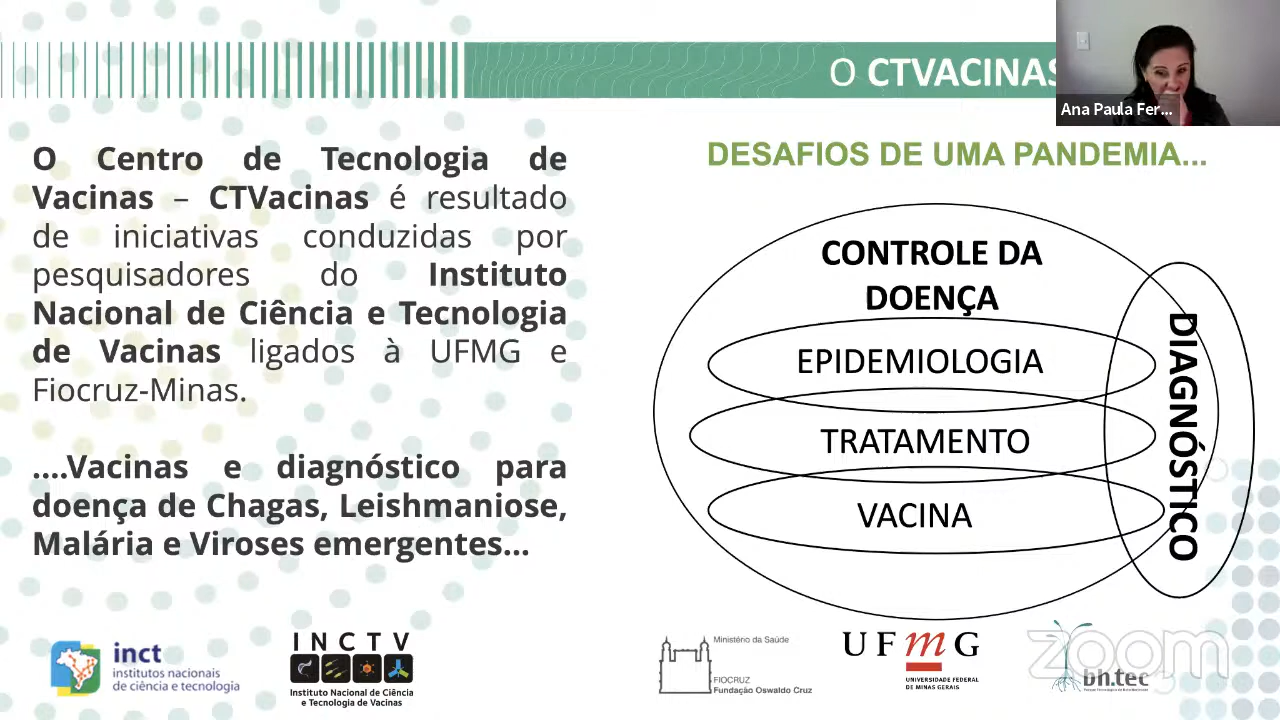 O CTVACINAS
Ana Paula Fer...
O Centro de Tecnologia de
Vacinas – CTVacinas é resultado
de iniciativas conduzidas por
pesquisadores do Instituto
Nacional de Ciência e Tecnologia
de Vacinas ligados à UFMG e
Fiocruz-Minas.
....Vacinas e diagnóstico para
doença de Chagas, Leishmaniose,
Malária e Viroses emergentes...
DESAFIOS DE UMA PANDEMIA...
CONTROLE DA
DOENÇA
EPIDEMIOLOGIA
TRATAMENTO
VACINA
DIAGNÓSTICO
inct
institutos nacionais
de ciência e tecnologia
INCTV
Instituto Nacional de Ciência
e Tecnologia de Vacinas
Ministério da Saúde
FIOCRUZ
Fundação Oswaldo Cruz
UFmG
UNIVERSIDADE FEDERAL
DE MINAS GERAIS
zoom
bh.tec